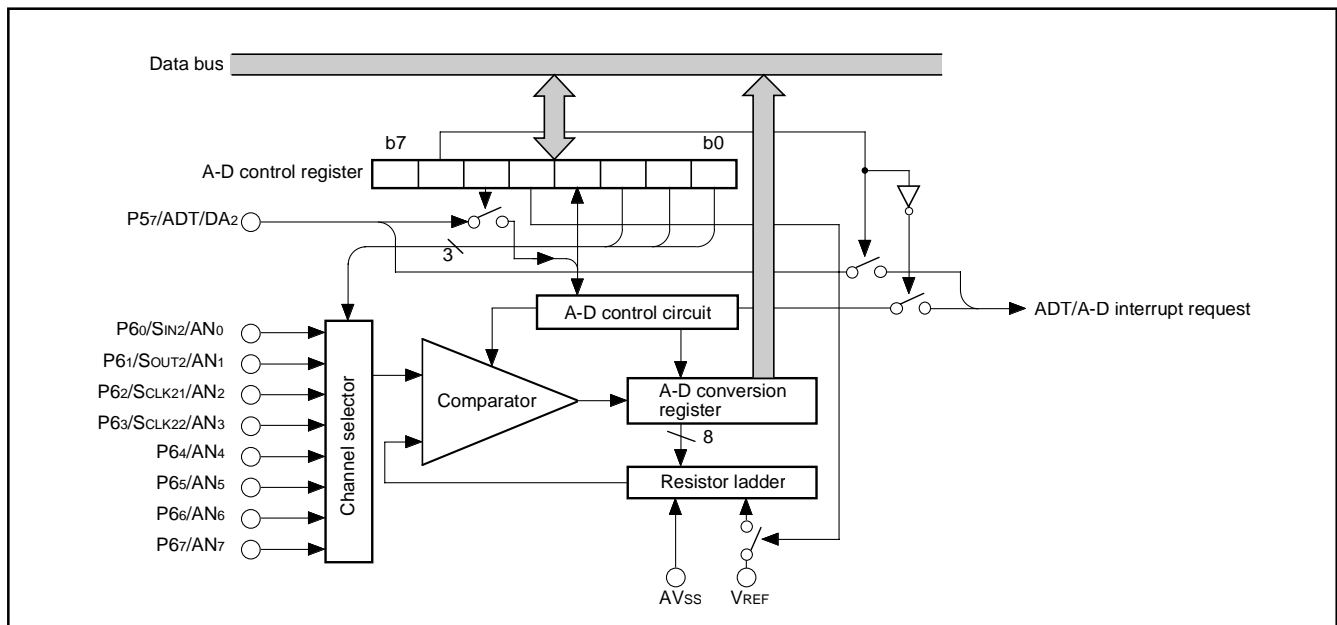 Data bus
b7
b0
A-D control register
P57/ADT/DA2
3
A-D control circuit
ADT/A-D interrupt request
P60/SIN2/AN0
P61/SOUT2/AN1
P62/SCLK21/AN2
P63/SCLK22/AN3
P64/AN4
P65/AN5
P66/AN6
P67/AN7
Channel selector
Comparator
A-D conversion
register
8
Resistor ladder
AVSS
VREF